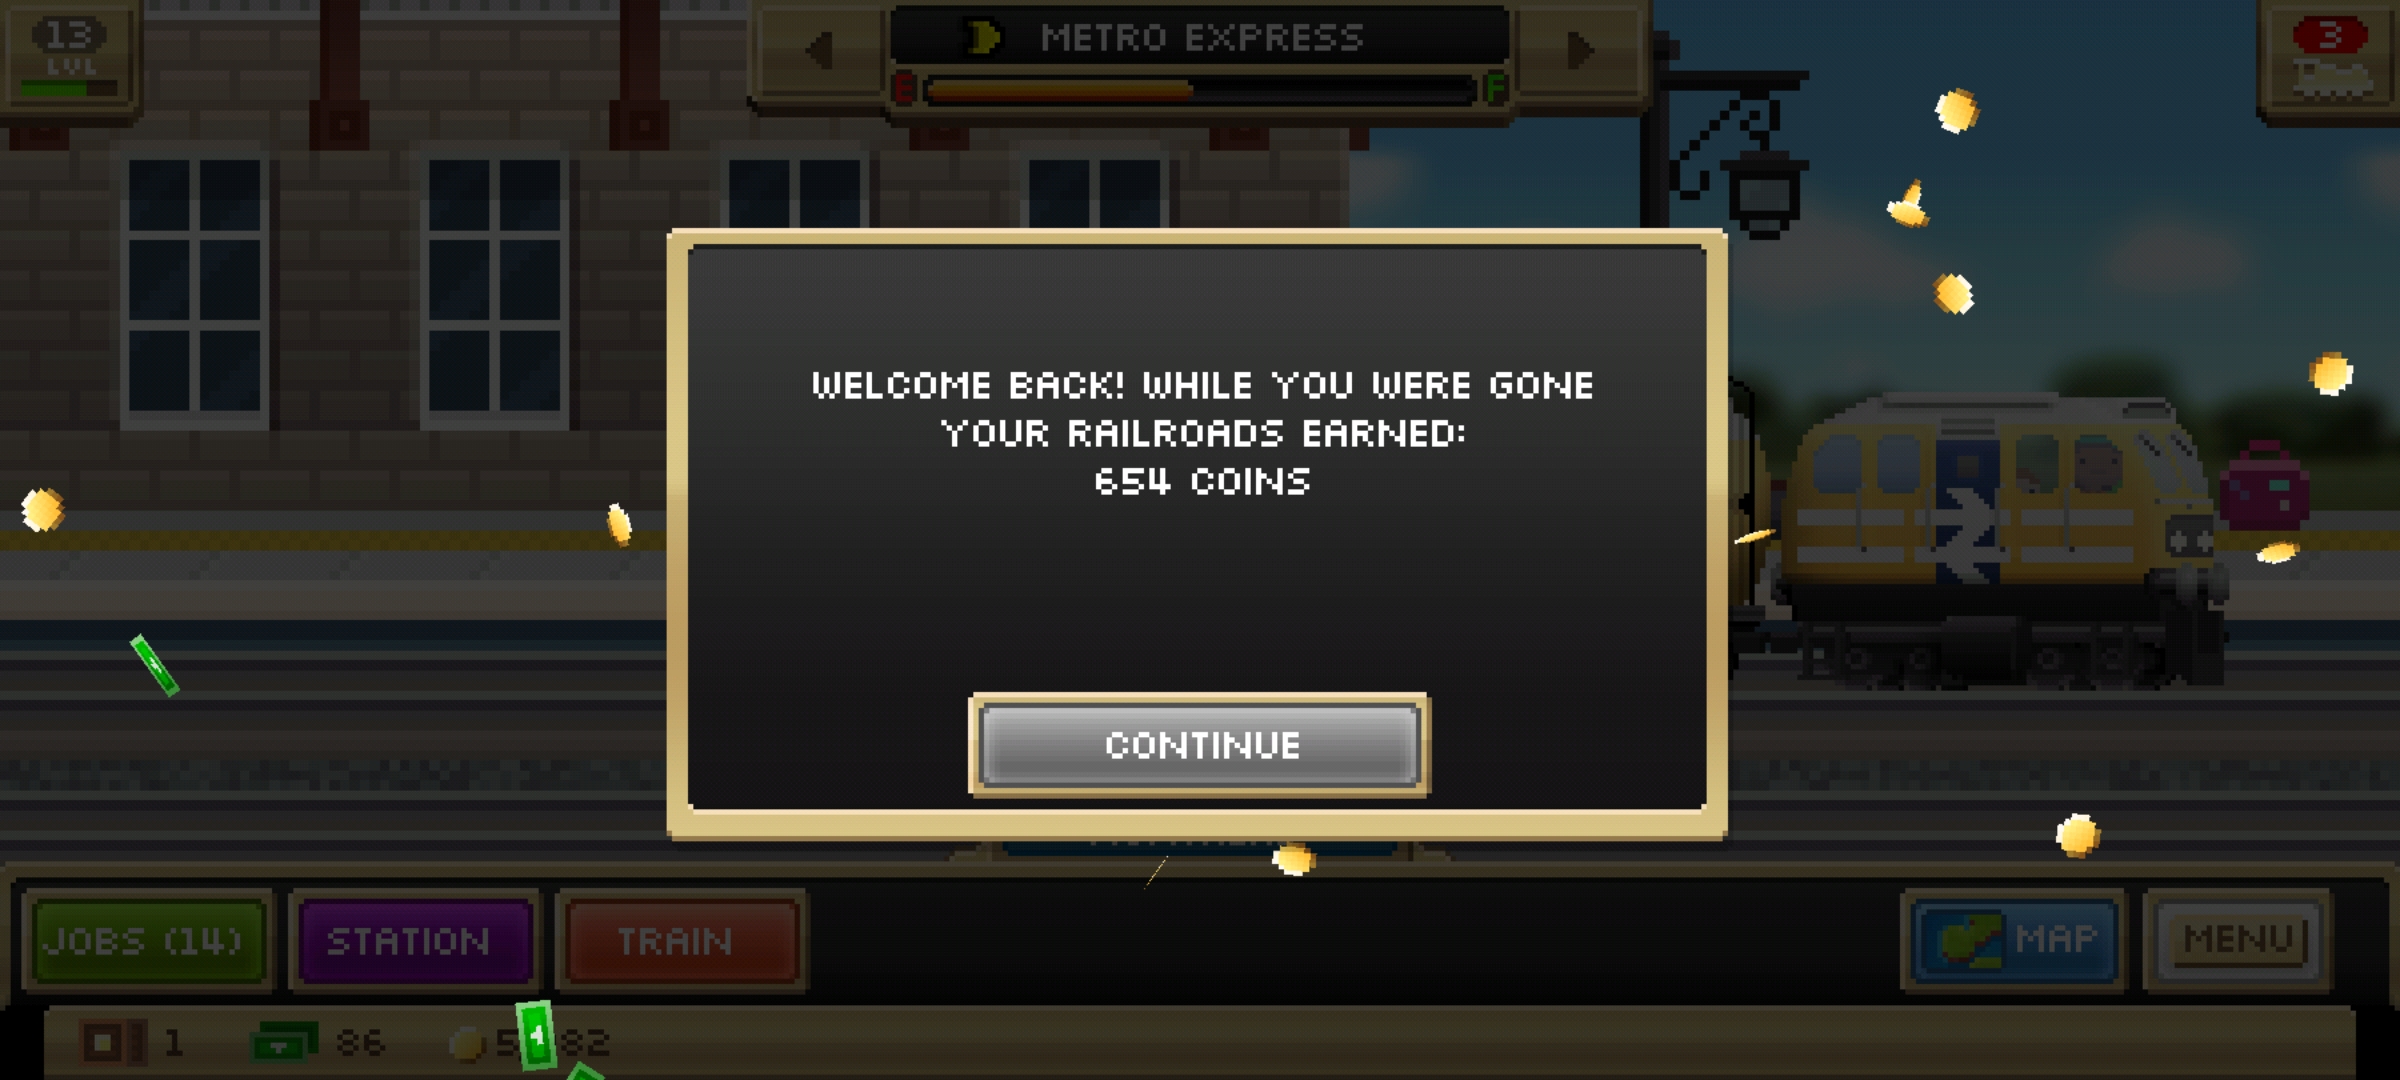 13
LVL
METRO EXPRESS
E F
3
WELCOME BACK! WHILE YOU WERE GONE
YOUR RAILROADS EARNED:
654 COINS
CONTINUE
JOBS (14) STATION TRAIN MAP MENU
1 86